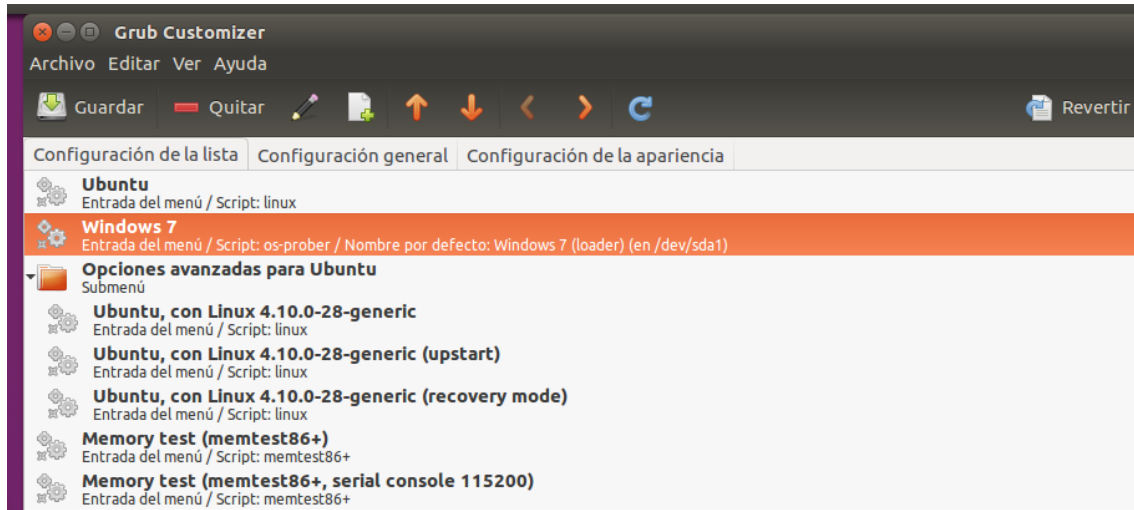 Grub Customizer
Archivo Editar Ver Ayuda
Guardar Quitar Revertir
Configuración de la lista Configuración general Configuración de la apariencia
Ubuntu
Entrada del menú / Script: linux
Windows 7
Entrada del menú / Script: os-prober / Nombre por defecto: Windows 7 (loader) (en /dev/sda1)
Opciones avanzadas para Ubuntu
Submenú
Ubuntu, con Linux 4.10.0-28-generic
Entrada del menú / Script: linux
Ubuntu, con Linux 4.10.0-28-generic (upstart)
Entrada del menú / Script: linux
Ubuntu, con Linux 4.10.0-28-generic (recovery mode)
Entrada del menú / Script: linux
Memory test (memtest86+)
Entrada del menú / Script: memtest86+
Memory test (memtest86+, serial console 115200)
Entrada del menú / Script: memtest86+